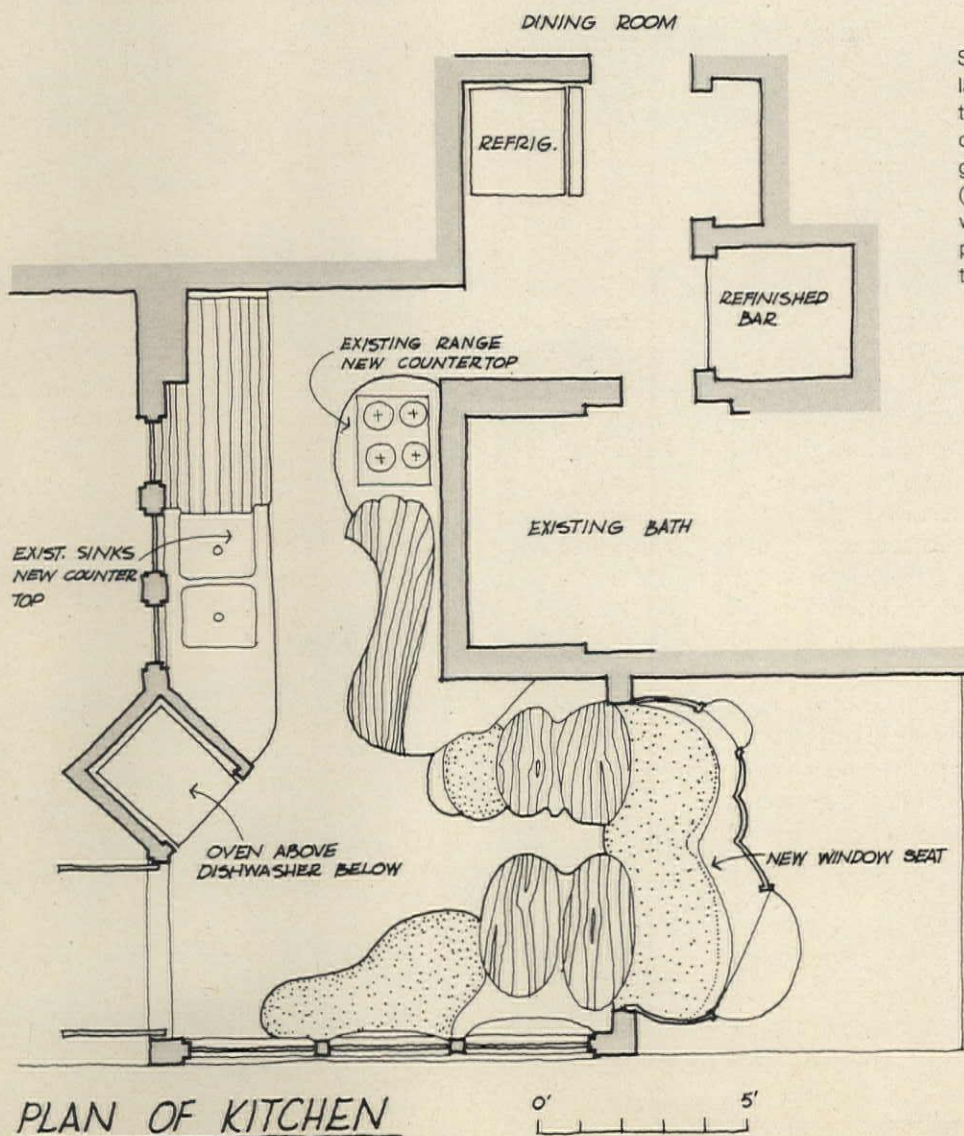 DINING ROOM
REFRIG.
REFINISHED
BAR
EXISTING RANGE
NEW COUNTERTOP
EXISTING BATH
EXIST. SINKS
NEW COUNTER
TOP
OVEN ABOVE
DISHWASHER BELOW
NEW WINDOW SEAT
PLAN OF KITCHEN
0' 5'